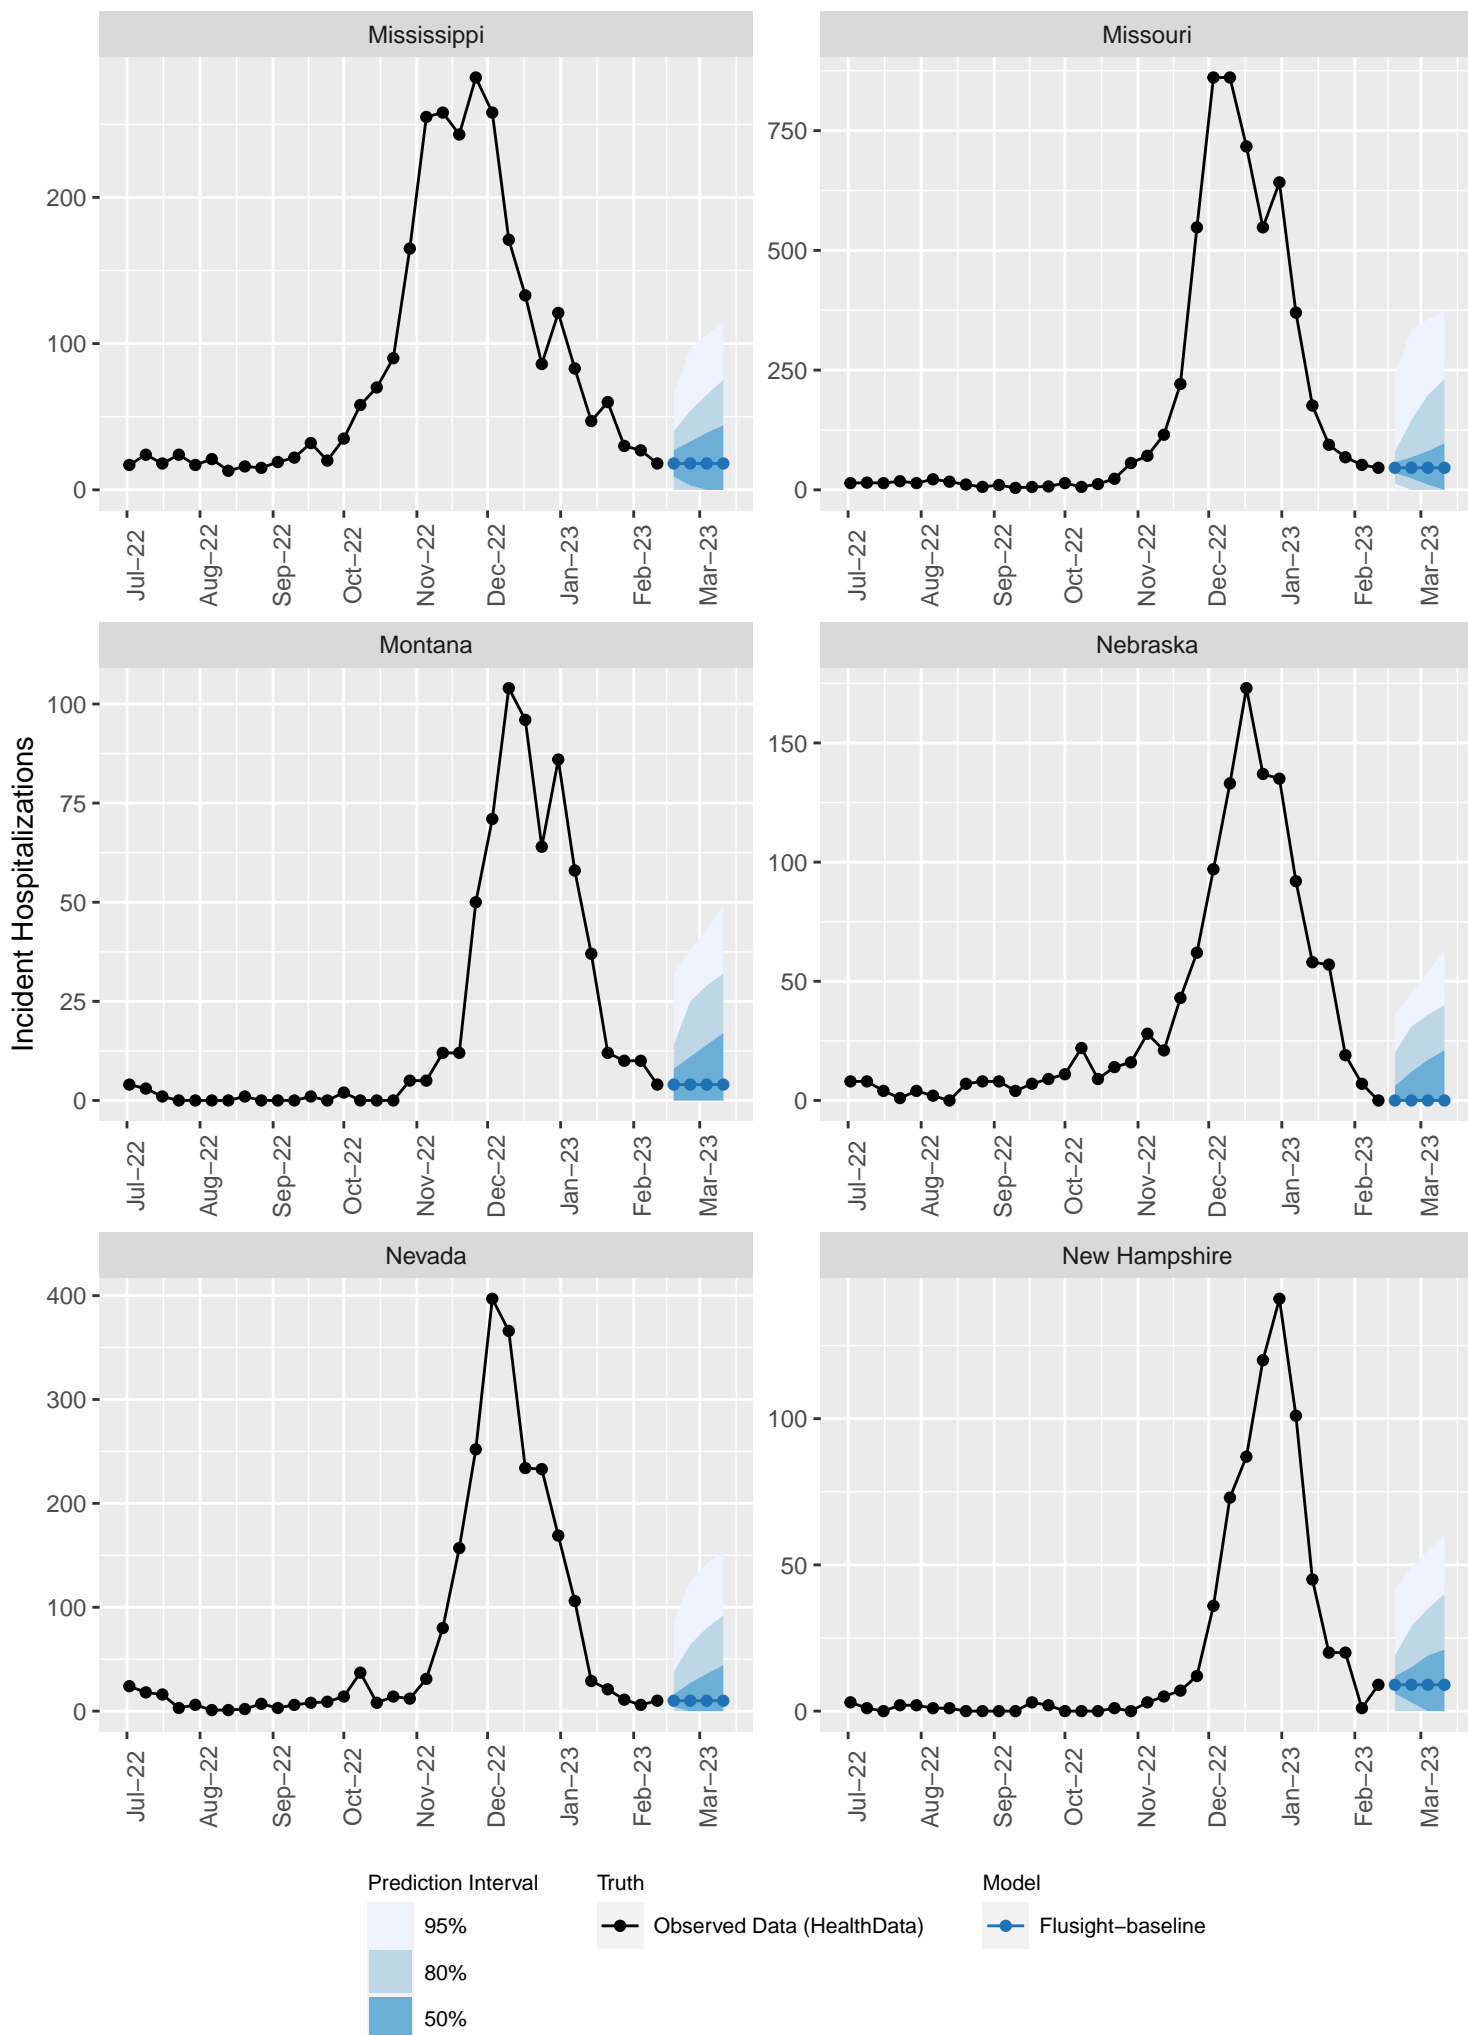 Mississippi
Missouri
200
100
0
750
500
250
0
Jul−22
Aug−22
Sep−22
Oct−22
Nov−22
Dec−22
Jan−23
Feb−23
Mar−23
Jul−22
Aug−22
Sep−22
Oct−22
Nov−22
Dec−22
Jan−23
Feb−23
Mar−23
Incident Hospitalizations
Montana
Nebraska
100
75
50
25
0
150
100
50
0
Jul−22
Aug−22
Sep−22
Oct−22
Nov−22
Dec−22
Jan−23
Feb−23
Mar−23
Jul−22
Aug−22
Sep−22
Oct−22
Nov−22
Dec−22
Jan−23
Feb−23
Mar−23
Nevada
New Hampshire
400
300
200
100
0
100
50
0
Jul−22
Aug−22
Sep−22
Oct−22
Nov−22
Dec−22
Jan−23
Feb−23
Mar−23
Jul−22
Aug−22
Sep−22
Oct−22
Nov−22
Dec−22
Jan−23
Feb−23
Mar−23
Prediction Interval
95%
80%
50%
Truth
Observed Data (HealthData)
Model
Flusight−baseline